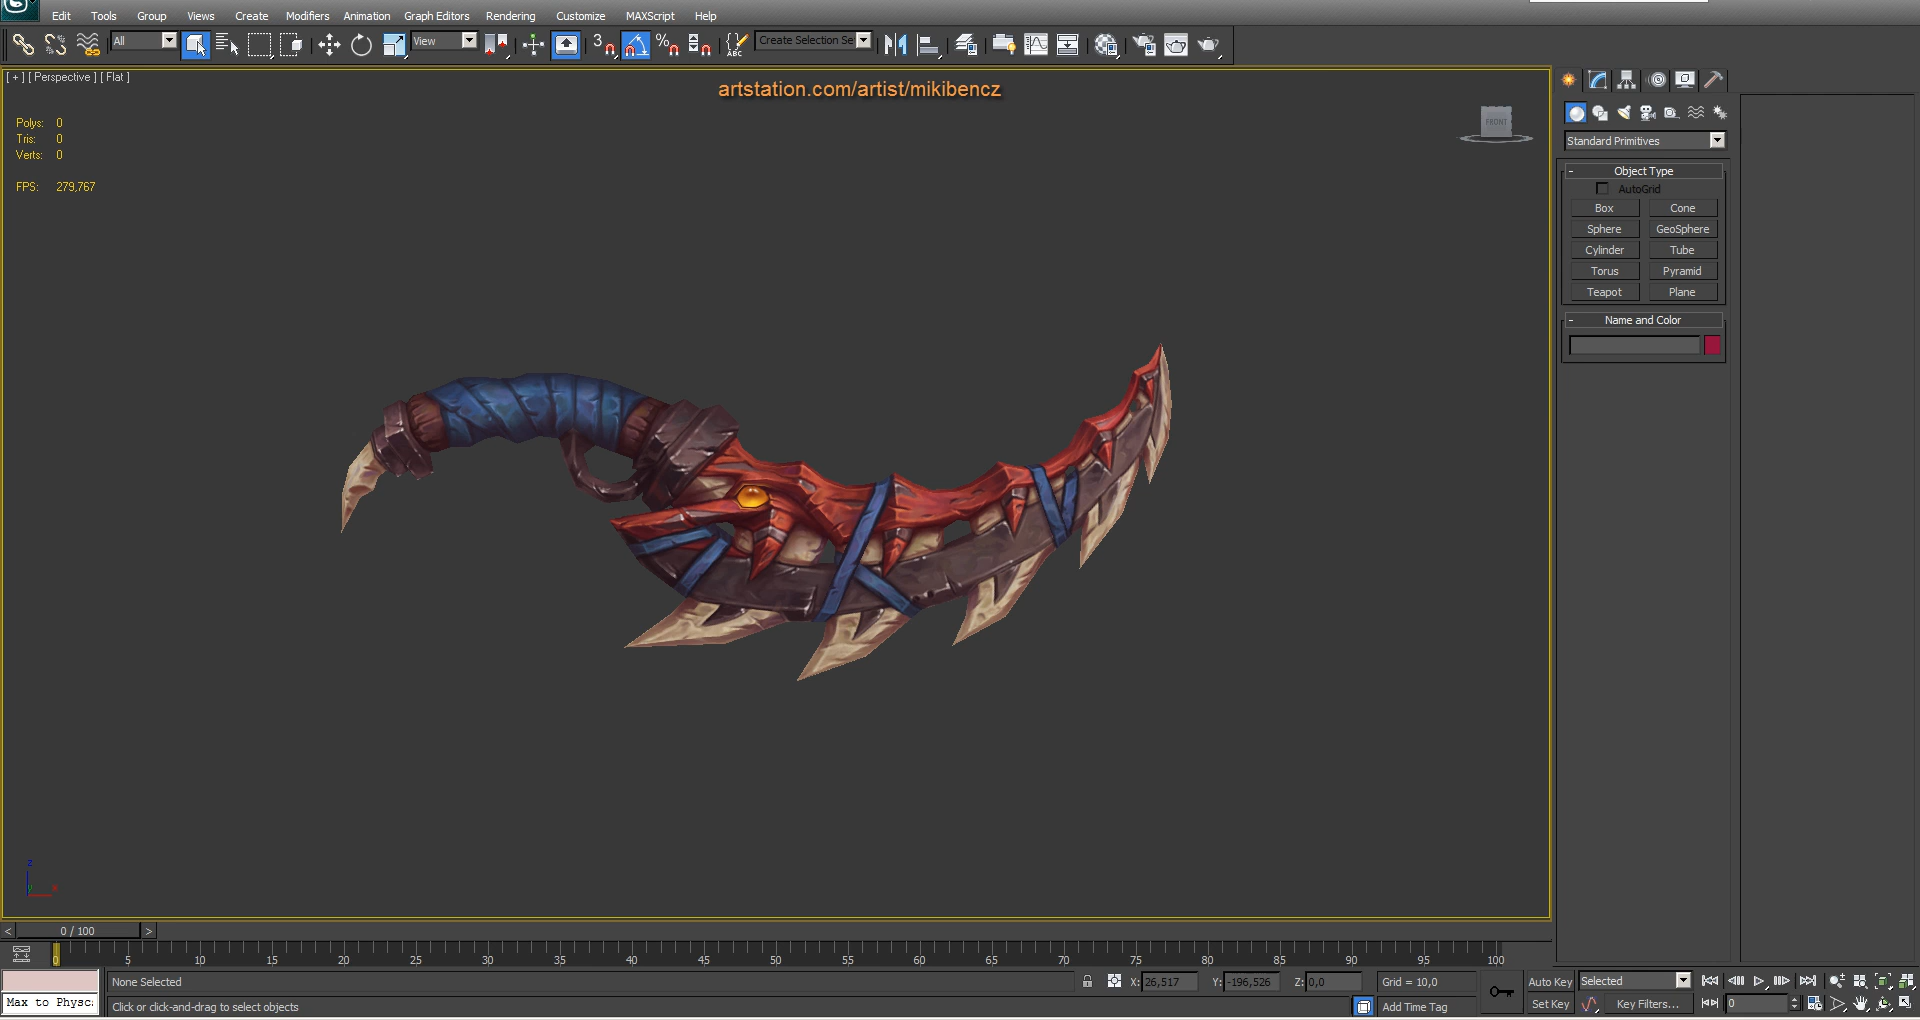 Edit Tools Group Views Create Modifiers Animation Graph Editors Rendering Customize MAXScript Help
All View 3 % ABC Create Selection Se
[ + ] [ Perspective ] [ Flat ]
artstation.com/artist/mikibencz
FRONT
Polys: 0
Tris: 0
Verts: 0
FPS: 279,767
Standard Primitives
- Object Type
AutoGrid
Box Cone
Sphere GeoSphere
Cylinder Tube
Torus Pyramid
Teapot Plane
- Name and Color
z
y x
< 0 / 100 >
0 5 10 15 20 25 30 35 40 45 50 55 60 65 70 75 80 85 90 95 100
None Selected X: 26,517 Y: -196,526 Z: 0,0 Grid = 10,0 Auto Key Selected
Max to Physc: Click or click-and-drag to select objects Add Time Tag Set Key Key Filters... 0